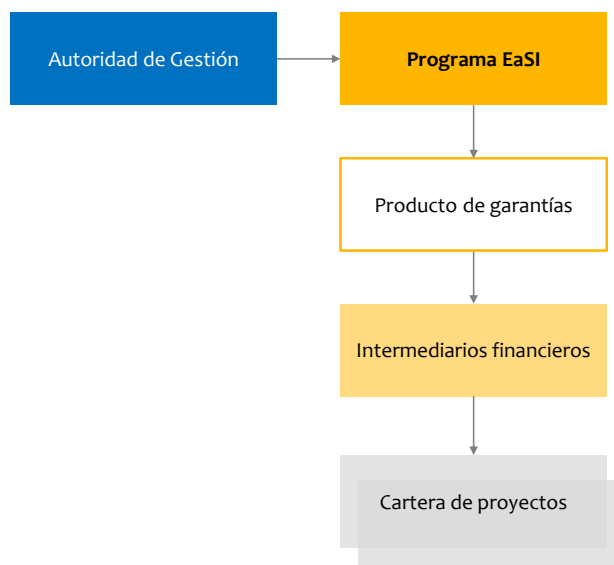 Autoridad de Gestión
Programa EaSI
Producto de garantías
Intermediarios financieros
Cartera de proyectos